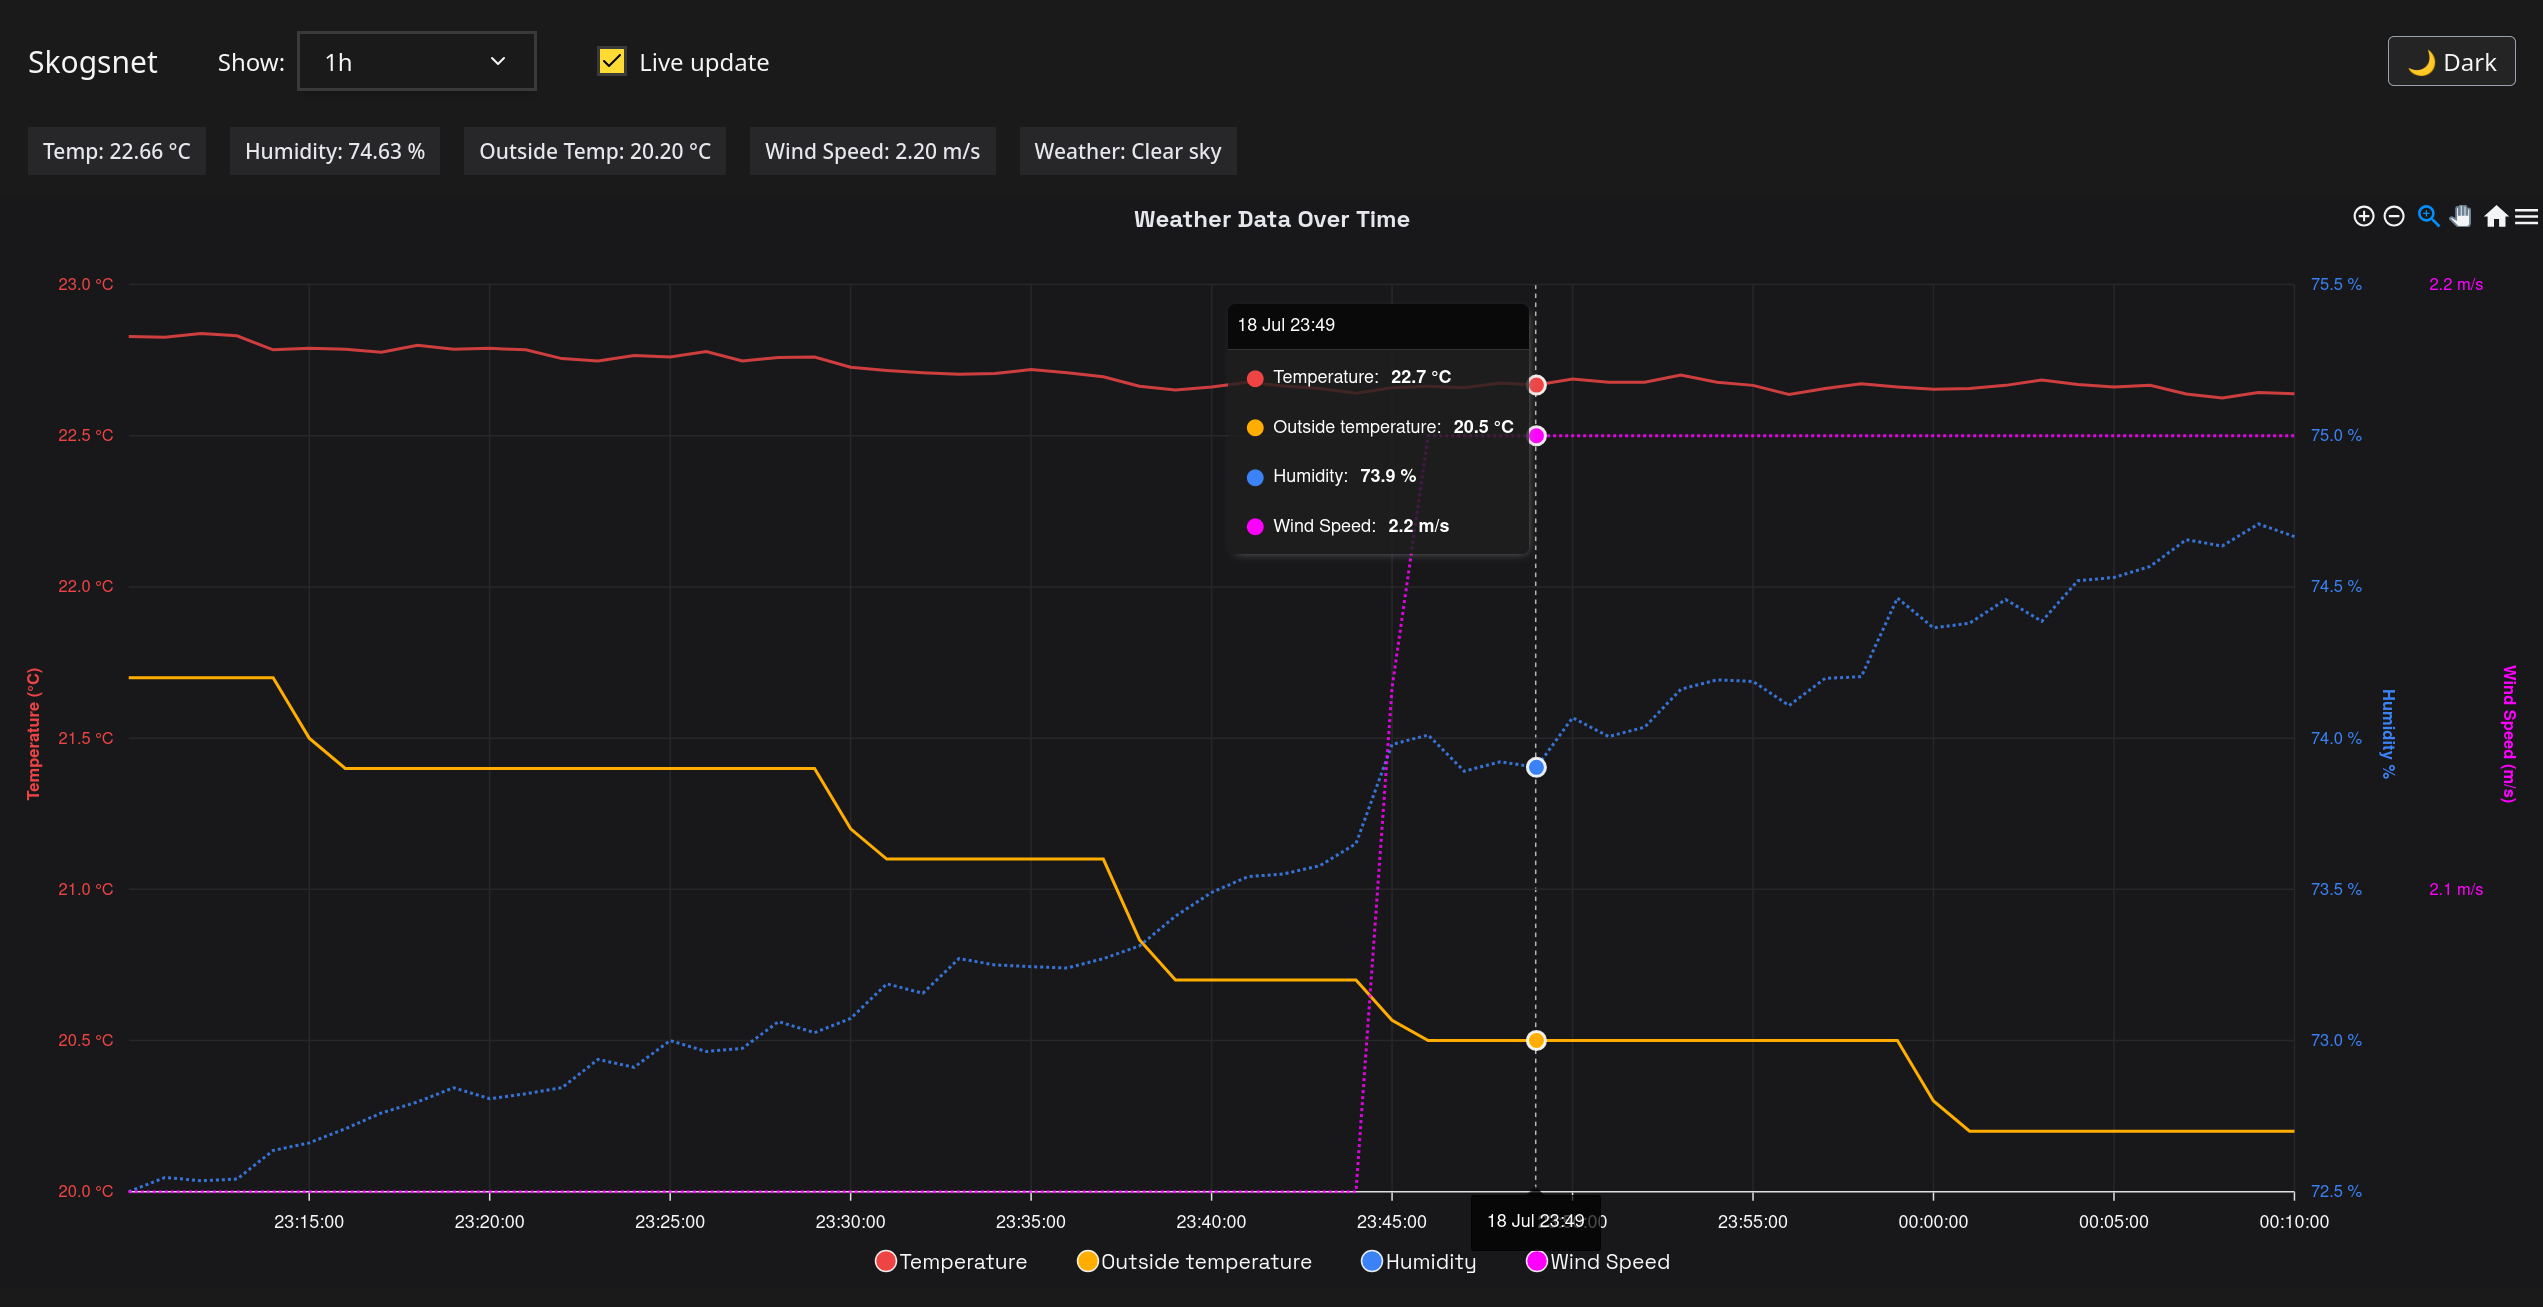 Skogsnet
Show: 1h
Live update
🌙 Dark
Temp: 22.66 °C
Humidity: 74.63 %
Outside Temp: 20.20 °C
Wind Speed: 2.20 m/s
Weather: Clear sky
Weather Data Over Time
23.0 °C
22.5 °C
22.0 °C
21.5 °C
21.0 °C
20.5 °C
20.0 °C
Temperature (°C)
18 Jul 23:49
Temperature: 22.7 °C
Outside temperature: 20.5 °C
Humidity: 73.9 %
Wind Speed: 2.2 m/s
75.5 %
75.0 %
74.5 %
74.0 %
73.5 %
73.0 %
72.5 %
Humidity %
2.2 m/s
2.1 m/s
Wind Speed (m/s)
23:15:00
23:20:00
23:25:00
23:30:00
23:35:00
23:40:00
23:45:00
18 Jul 23:49
23:55:00
00:00:00
00:05:00
00:10:00
Temperature
Outside temperature
Humidity
Wind Speed